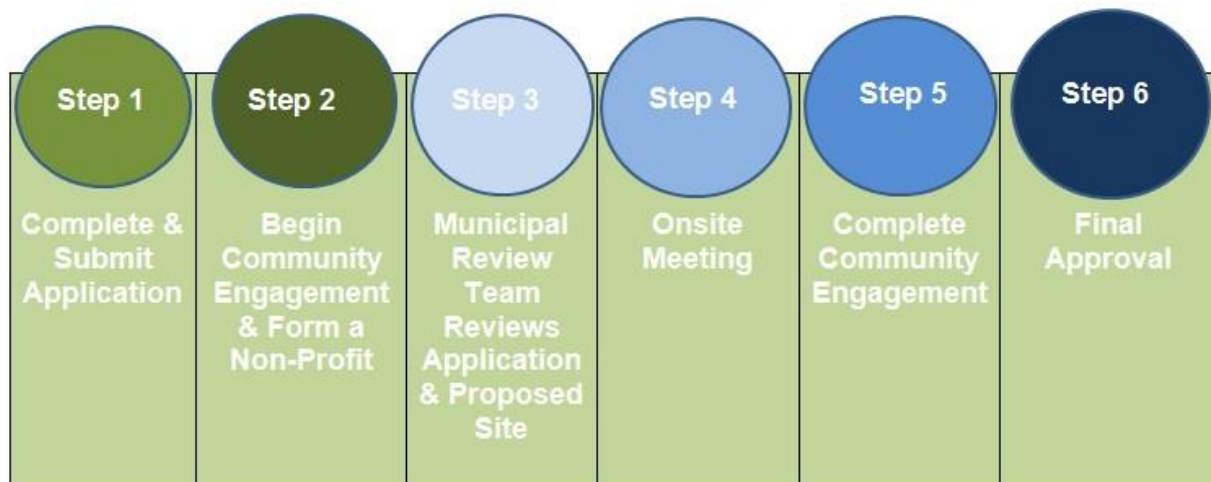 Step 1
Complete &
Submit
Application
Step 2
Begin
Community
Engagement
& Form a
Non-Profit
Step 3
Municipal
Review
Team
Reviews
Application
& Proposed
Site
Step 4
Onsite
Meeting
Step 5
Complete
Community
Engagement
Step 6
Final
Approval